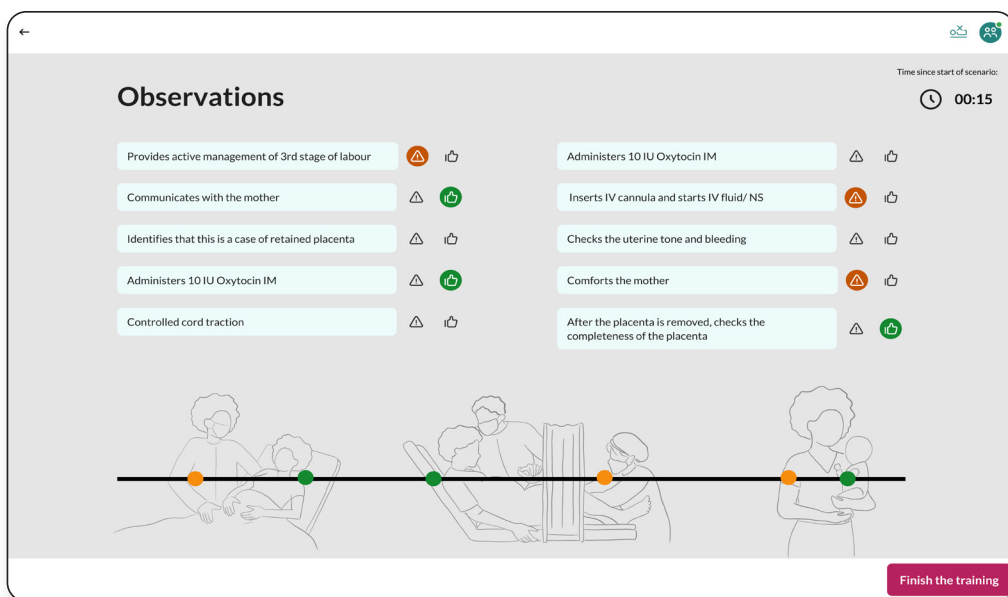 Time since start of scenario:
00:15
Observations
Provides active management of 3rd stage of labour
Communicates with the mother
Identifies that this is a case of retained placenta
Administers 10 IU Oxytocin IM
Controlled cord traction
Administers 10 IU Oxytocin IM
Inserts IV cannula and starts IV fluid/ NS
Checks the uterine tone and bleeding
Comforts the mother
After the placenta is removed, checks the
completeness of the placenta
Finish the training